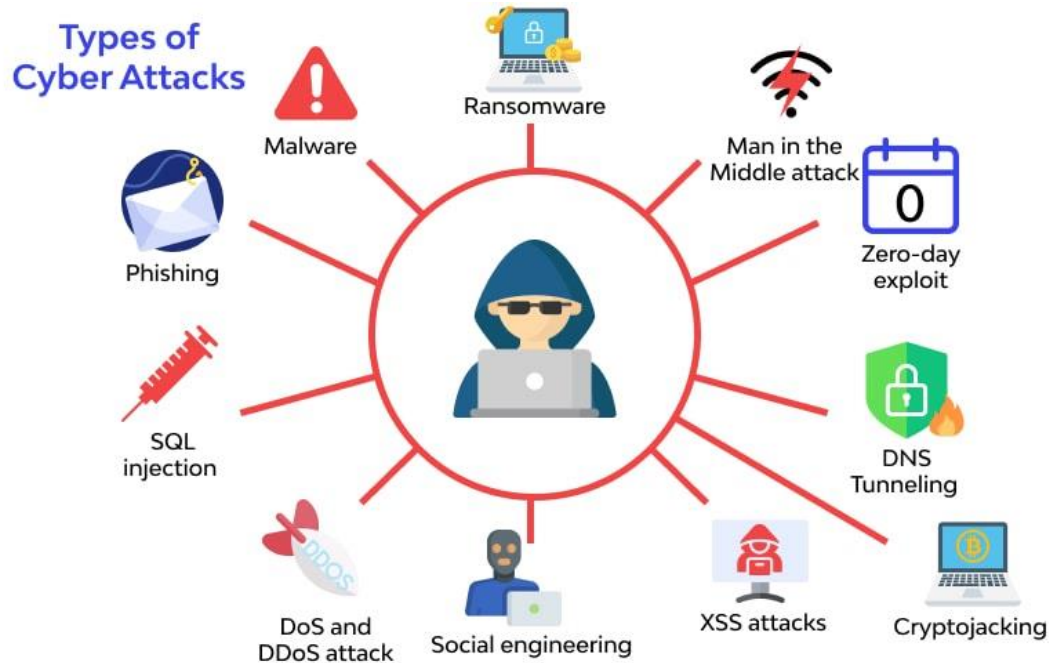 Types of
Cyber Attacks
Ransomware
Malware
Man in the
Middle attack
0
Zero-day
exploit
Phishing
SQL
injection
DNS
Tunneling
DDOS
DoS and
DDoS attack
Social engineering
XSS attacks
Cryptojacking